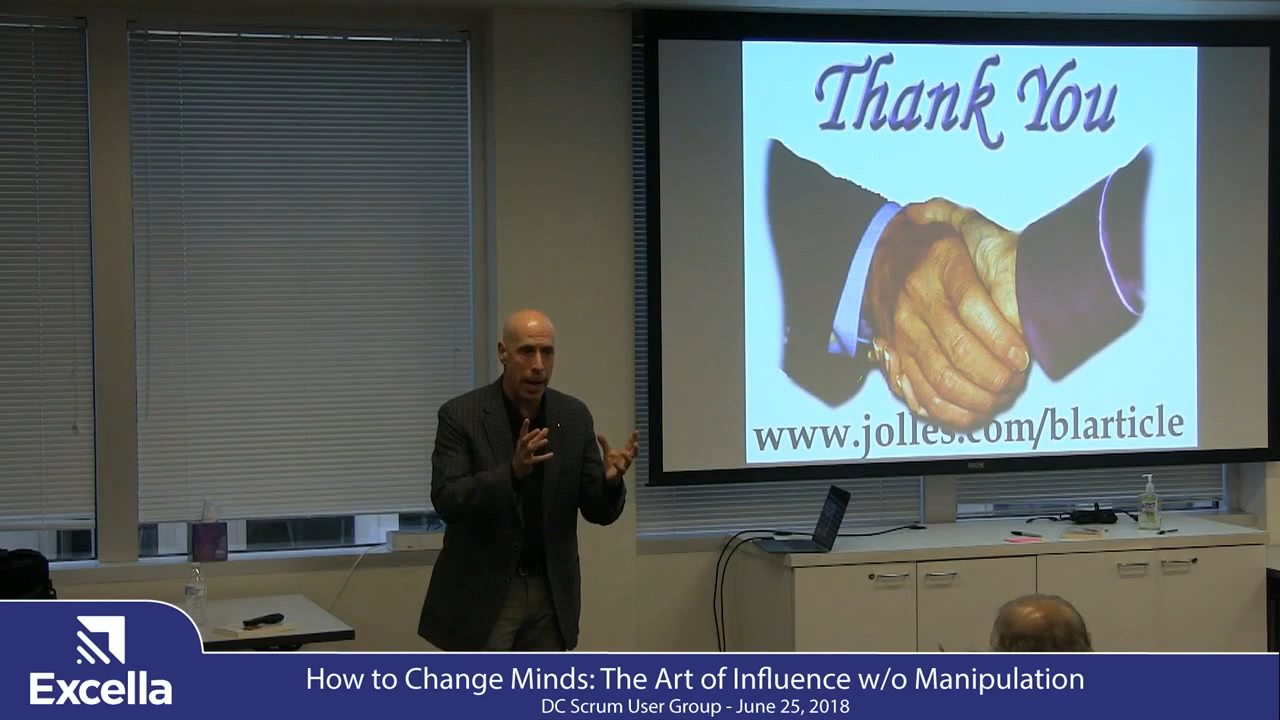 Thank You
www.jolles.com/blarticle
Excella
How to Change Minds: The Art of Influence w/o Manipulation
DC Scrum User Group - June 25, 2018